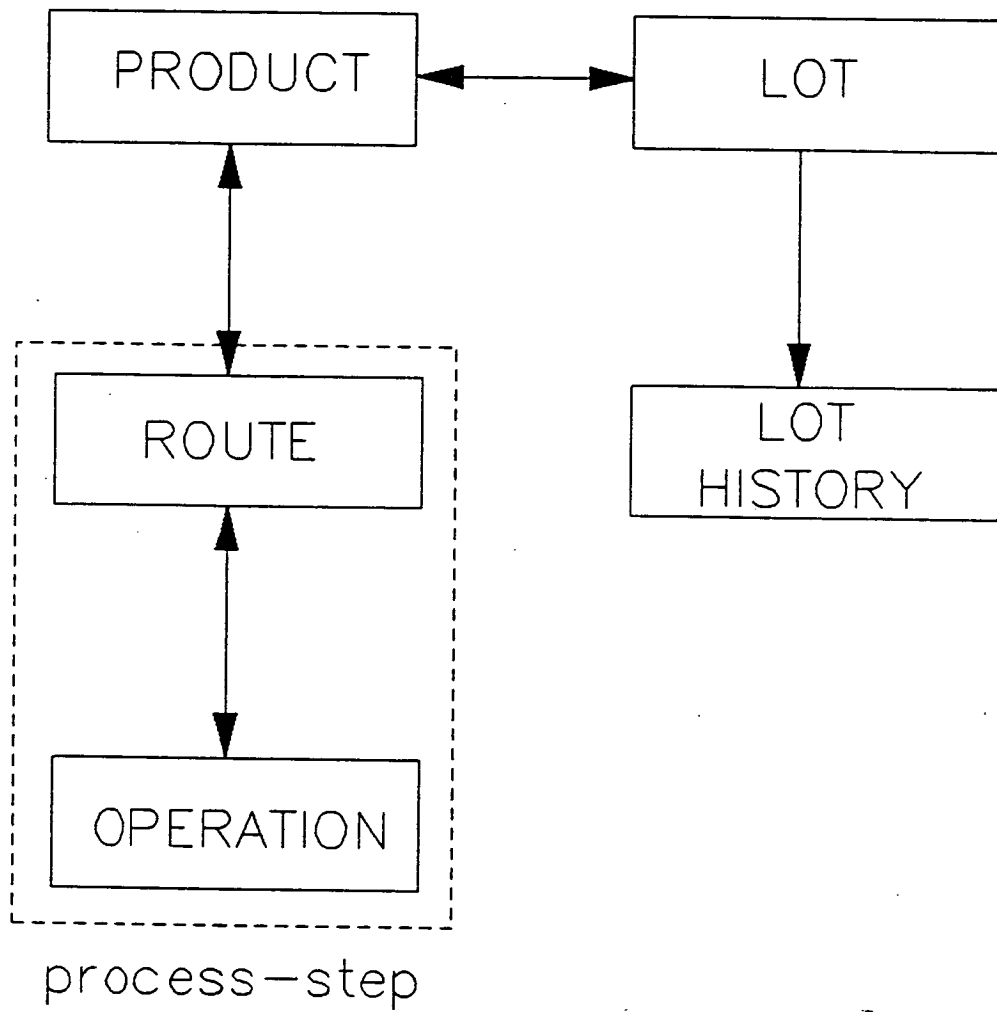 PRODUCT
LOT
ROUTE
LOT
HISTORY
OPERATION
process-step